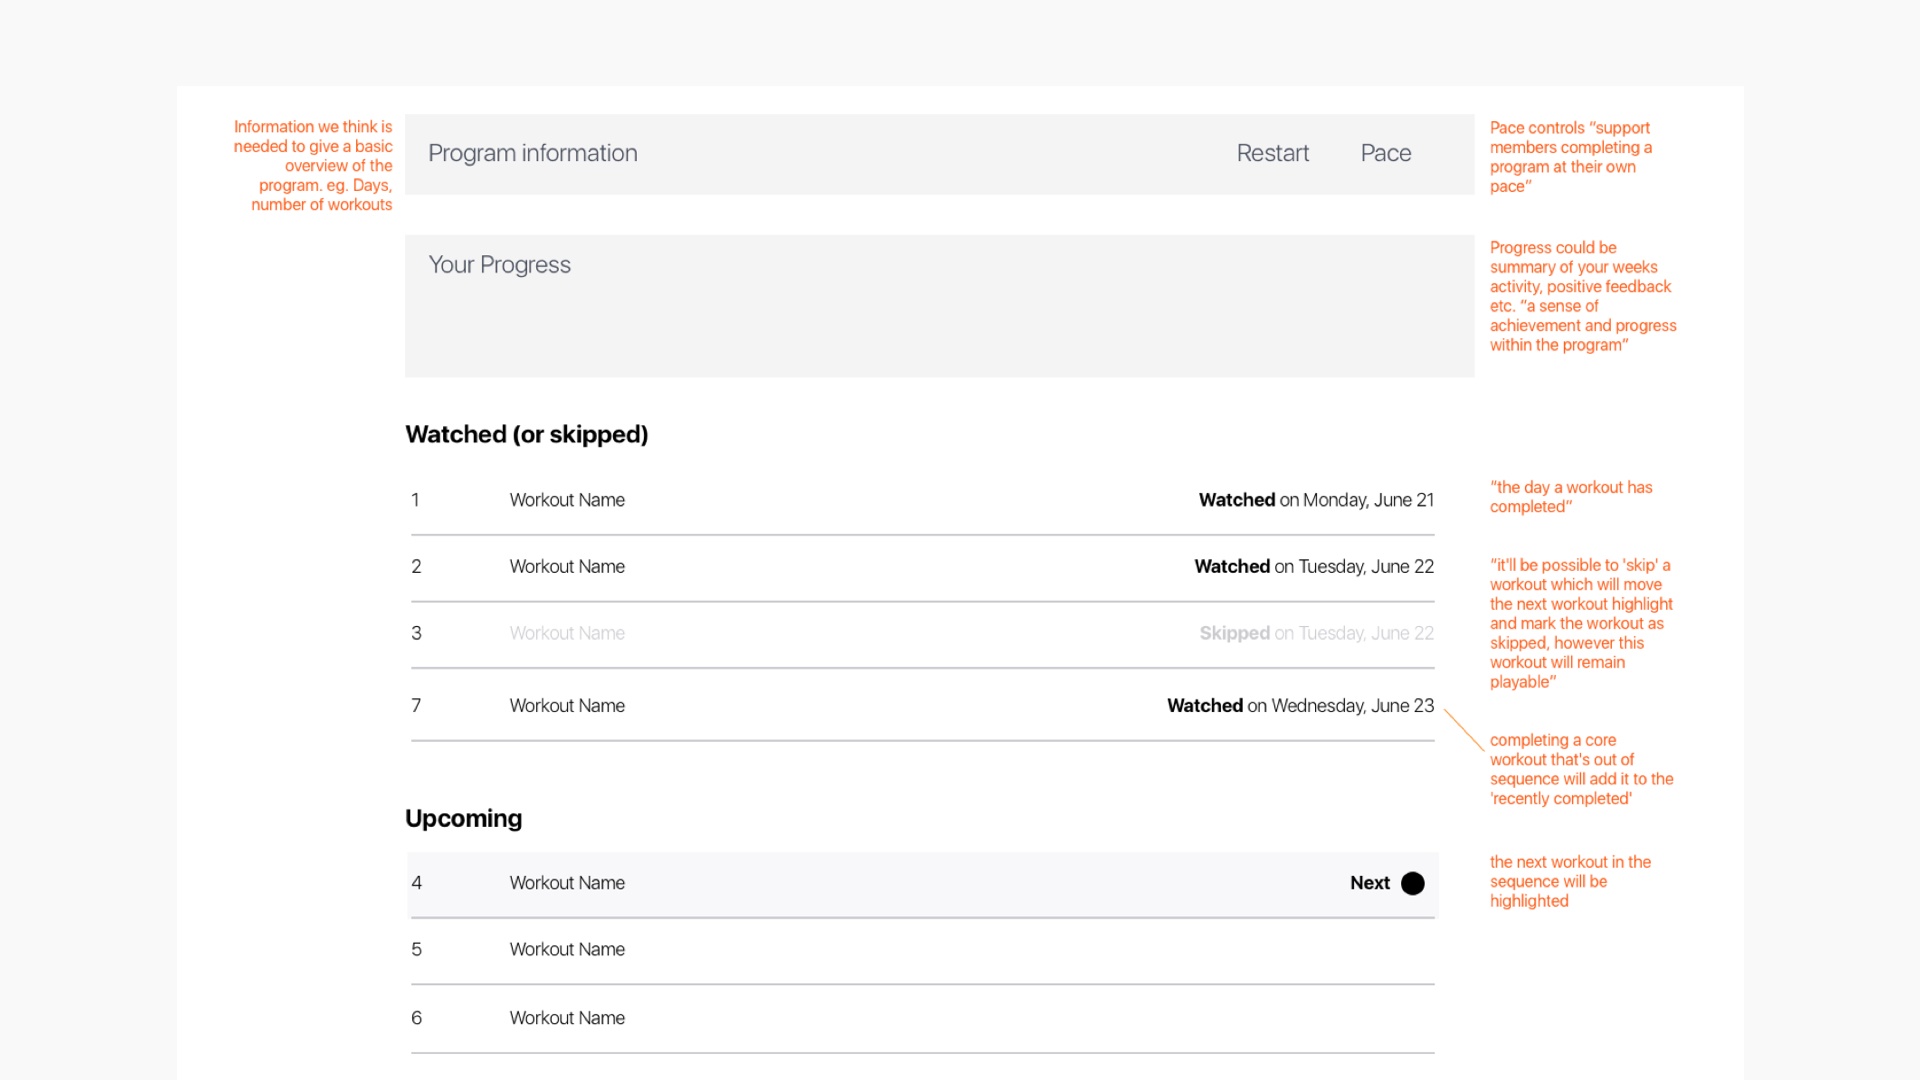 Information we think is
needed to give a basic
overview of the
program. eg. Days,
number of workouts
Program information
Restart
Pace
Pace controls “support
members completing a
program at their own
pace”
Your Progress
Progress could be
summary of your weeks
activity, positive feedback
etc. “a sense of
achievement and progress
within the program”
Watched (or skipped)
1 Workout Name Watched on Monday, June 21
“the day a workout has
completed”
2 Workout Name Watched on Tuesday, June 22
3 Workout Name Skipped on Tuesday, June 22
“it'll be possible to 'skip' a
workout which will move
the next workout highlight
and mark the workout as
skipped, however this
workout will remain
playable”
7 Workout Name Watched on Wednesday, June 23
completing a core
workout that's out of
sequence will add it to the
'recently completed'
Upcoming
4 Workout Name Next
the next workout in the
sequence will be
highlighted
5 Workout Name
6 Workout Name